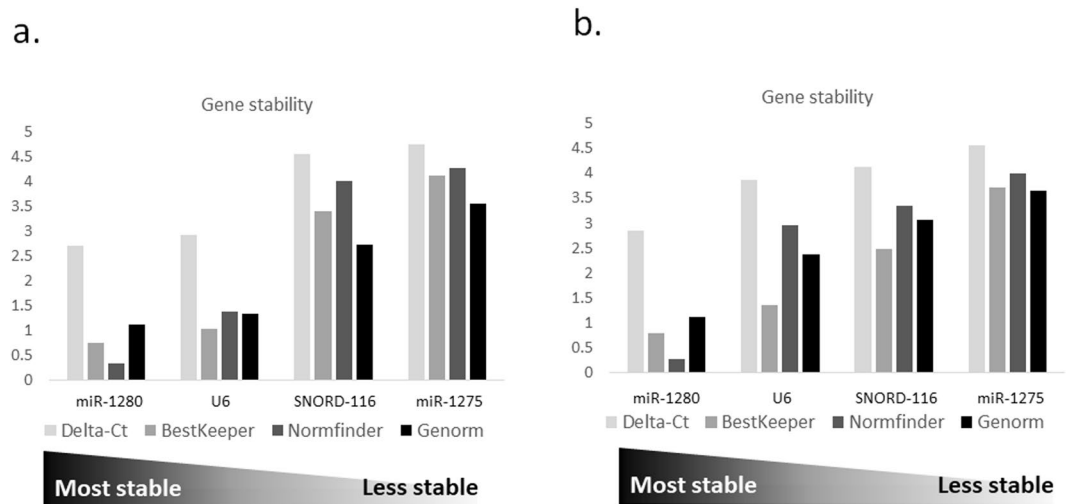 a.
Gene stability
5
4.5
4
3.5
3
2.5
2
1.5
1
0.5
0
miR-1280 U6 SNORD-116 miR-1275
Delta-Ct BestKeeper Normfinder Genorm
Most stable Less stable
b.
Gene stability
5
4.5
4
3.5
3
2.5
2
1.5
1
0.5
0
miR-1280 U6 SNORD-116 miR-1275
Delta-Ct BestKeeper Normfinder Genorm
Most stable Less stable